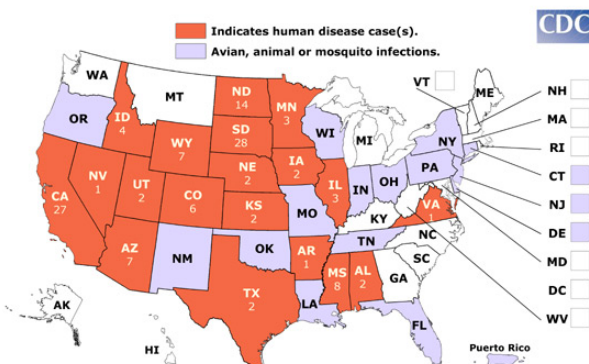 Indicates human disease case(s).
Avian, animal or mosquito infections.
CDC
WA
MT
ND
14
MN
3
VT
ME
NH
OR
ID
4
SD
28
WI
MI
NY
MA
WY
7
RI
NV
1
UT
2
NE
2
IA
2
IL
3
IN
OH
PA
CT
CA
27
CO
6
KS
2
MO
KY
VA
1
NJ
AZ
7
NM
OK
AR
1
TN
NC
DE
SC
MD
TX
2
LA
MS
8
AL
2
GA
DC
AK
FL
WV
HI
Puerto Rico